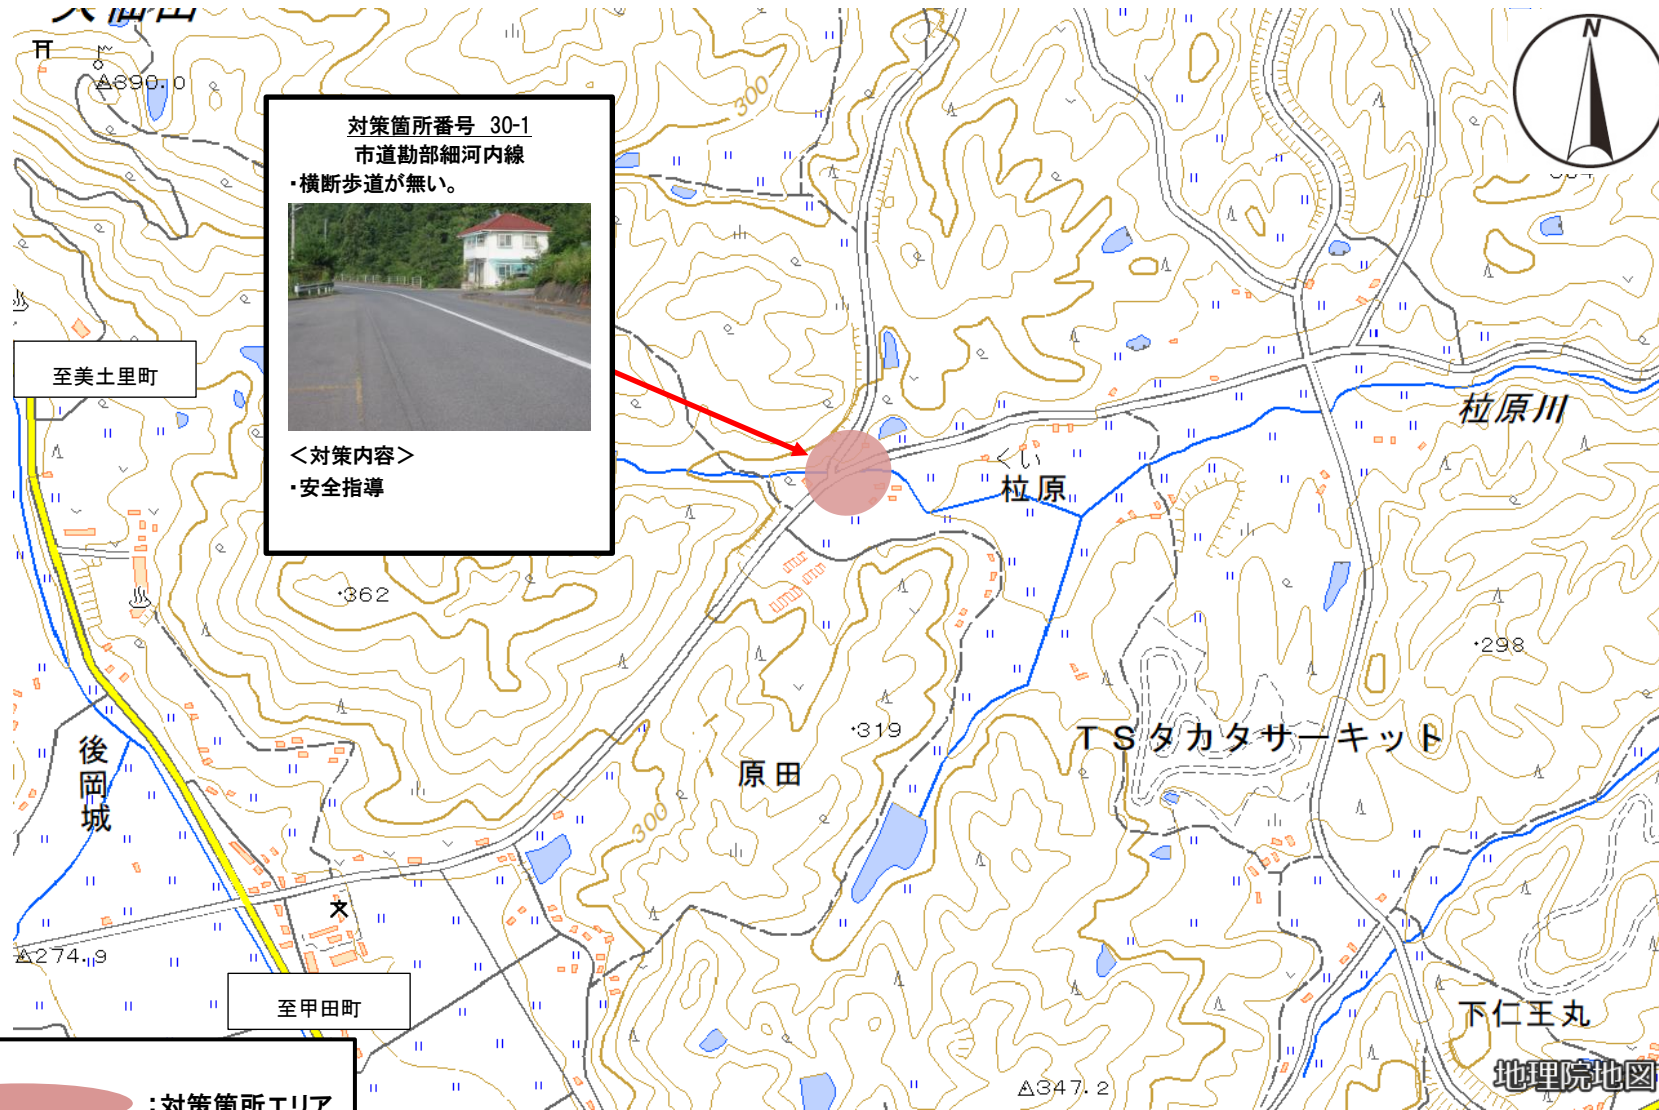 390.0
300
N
対策箇所番号 30-1
市道勘部細河内線
・横断歩道が無い。
<対策内容>
・安全指導
至美土里町
柆原川
くい
柆原
362
298
319
TSタカタサーキット
原田
後岡城
300
274.9
至甲田町
下仁王丸
347.2
地理院地図
:対策箇所エリア